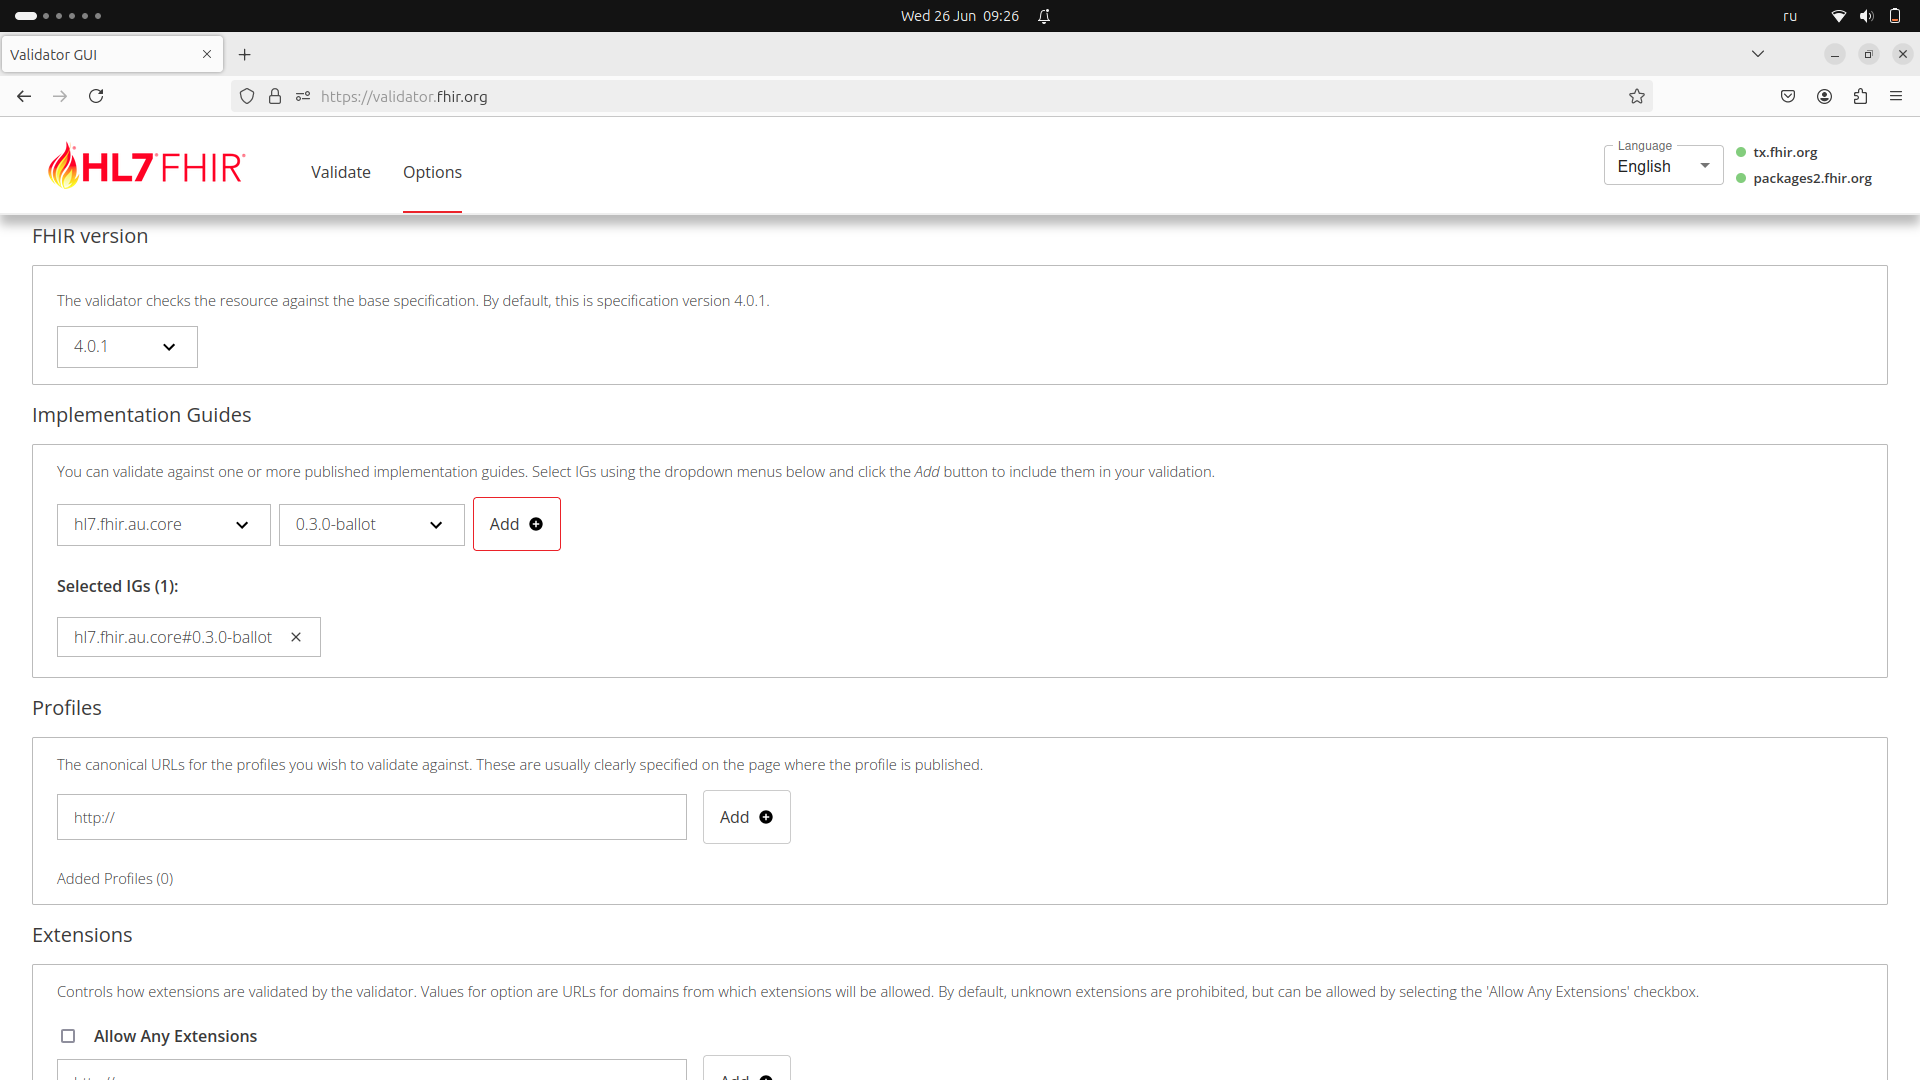 Wed 26 Jun 09:26
ru
Validator GUI
https://validator.fhir.org
HL7 FHIR
Validate
Options
Language
English
tx.fhir.org
packages2.fhir.org
FHIR version
The validator checks the resource against the base specification. By default, this is specification version 4.0.1.
4.0.1
Implementation Guides
You can validate against one or more published implementation guides. Select IGs using the dropdown menus below and click the Add button to include them in your validation.
hl7.fhir.au.core
0.3.0-ballot
Add
Selected IGs (1):
hl7.fhir.au.core#0.3.0-ballot
Profiles
The canonical URLs for the profiles you wish to validate against. These are usually clearly specified on the page where the profile is published.
http://
Add
Added Profiles (0)
Extensions
Controls how extensions are validated by the validator. Values for option are URLs for domains from which extensions will be allowed. By default, unknown extensions are prohibited, but can be allowed by selecting the 'Allow Any Extensions' checkbox.
Allow Any Extensions
http://
Add